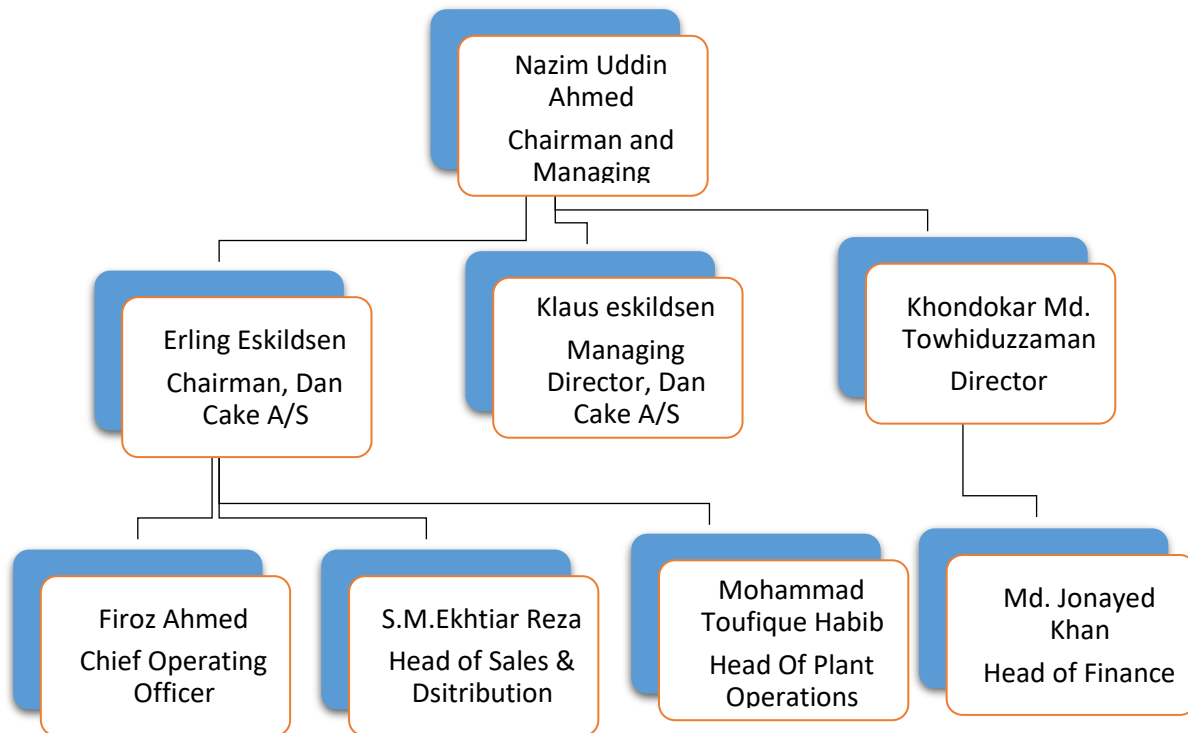 Nazim Uddin
Ahmed
Chairman and
Managing
Erling Eskildsen
Chairman, Dan
Cake A/S
Klaus eskildsen
Managing
Director, Dan
Cake A/S
Khondokar Md.
Towhiduzzaman
Director
Firoz Ahmed
Chief Operating
Officer
S.M.Ekhtiar Reza
Head of Sales &
Dsitribution
Mohammad
Toufique Habib
Head Of Plant
Operations
Md. Jonayed
Khan
Head of Finance